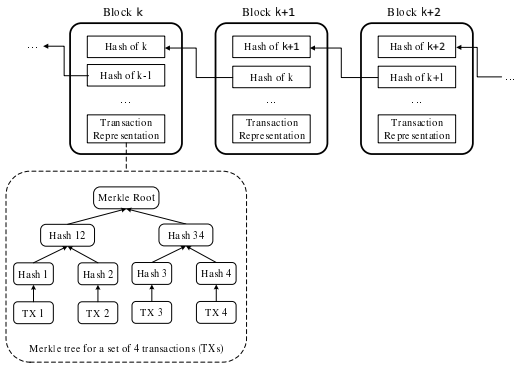 Block k
Block k+1
Block k+2
...
Hash of k
Hash of k+1
Hash of k+2
Hash of k-1
Hash of k
Hash of k+1
...
...
...
...
Transaction
Representation
Transaction
Representation
Transaction
Representation
Merkle Root
Hash 12
Hash 34
Hash 1
Hash 2
Hash 3
Hash 4
TX 1
TX 2
TX 3
TX 4
Merkle tree for a set of 4 transactions (TXs)